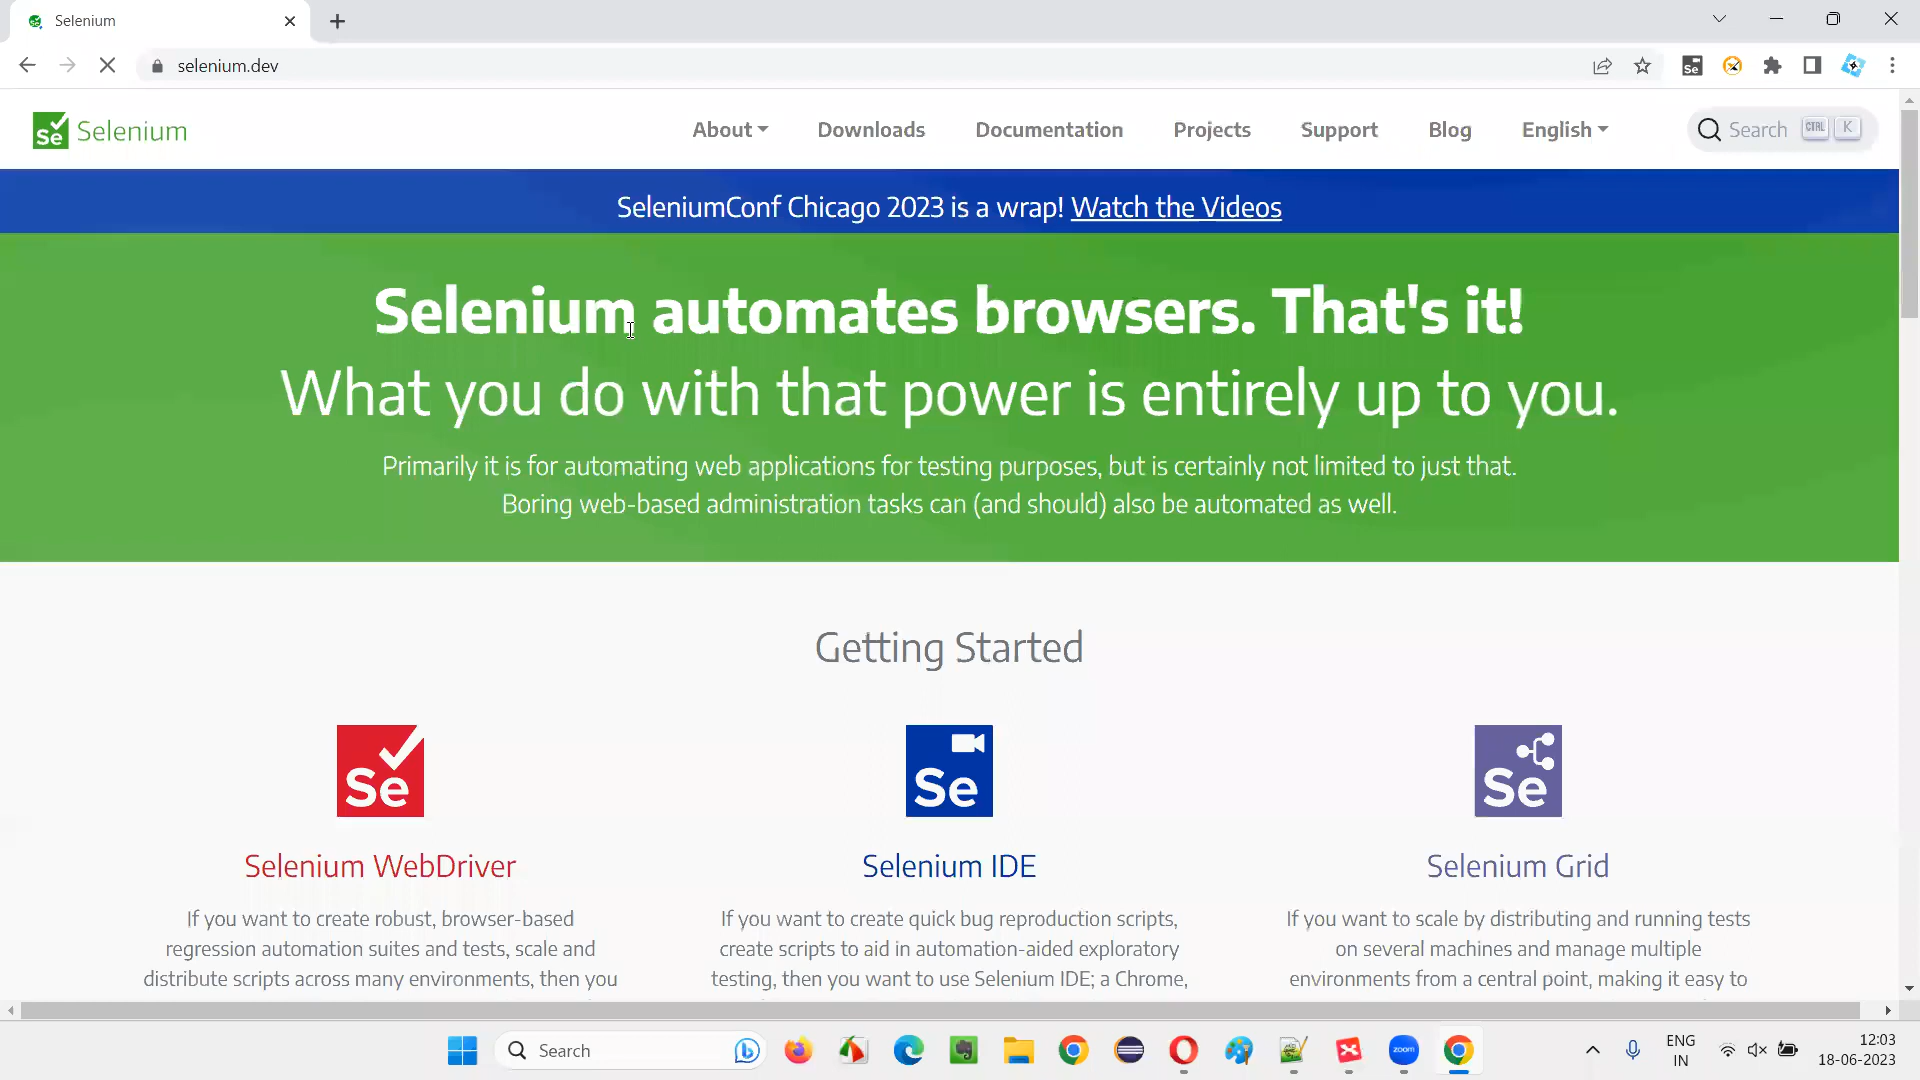 Selenium
selenium.dev
Se
Se Selenium
About
Downloads
Documentation
Projects
Support
Blog
English
Search CTRL K
SeleniumConf Chicago 2023 is a wrap! Watch the Videos
Selenium automates browsers. That's it!
What you do with that power is entirely up to you.
Primarily it is for automating web applications for testing purposes, but is certainly not limited to just that.
Boring web-based administration tasks can (and should) also be automated as well.
Getting Started
Se
Selenium WebDriver
If you want to create robust, browser-based
regression automation suites and tests, scale and
distribute scripts across many environments, then you
Se
Selenium IDE
If you want to create quick bug reproduction scripts,
create scripts to aid in automation-aided exploratory
testing, then you want to use Selenium IDE; a Chrome,
Se
Selenium Grid
If you want to scale by distributing and running tests
on several machines and manage multiple
environments from a central point, making it easy to
Search
zoom
ENG
IN
12:03
18-06-2023